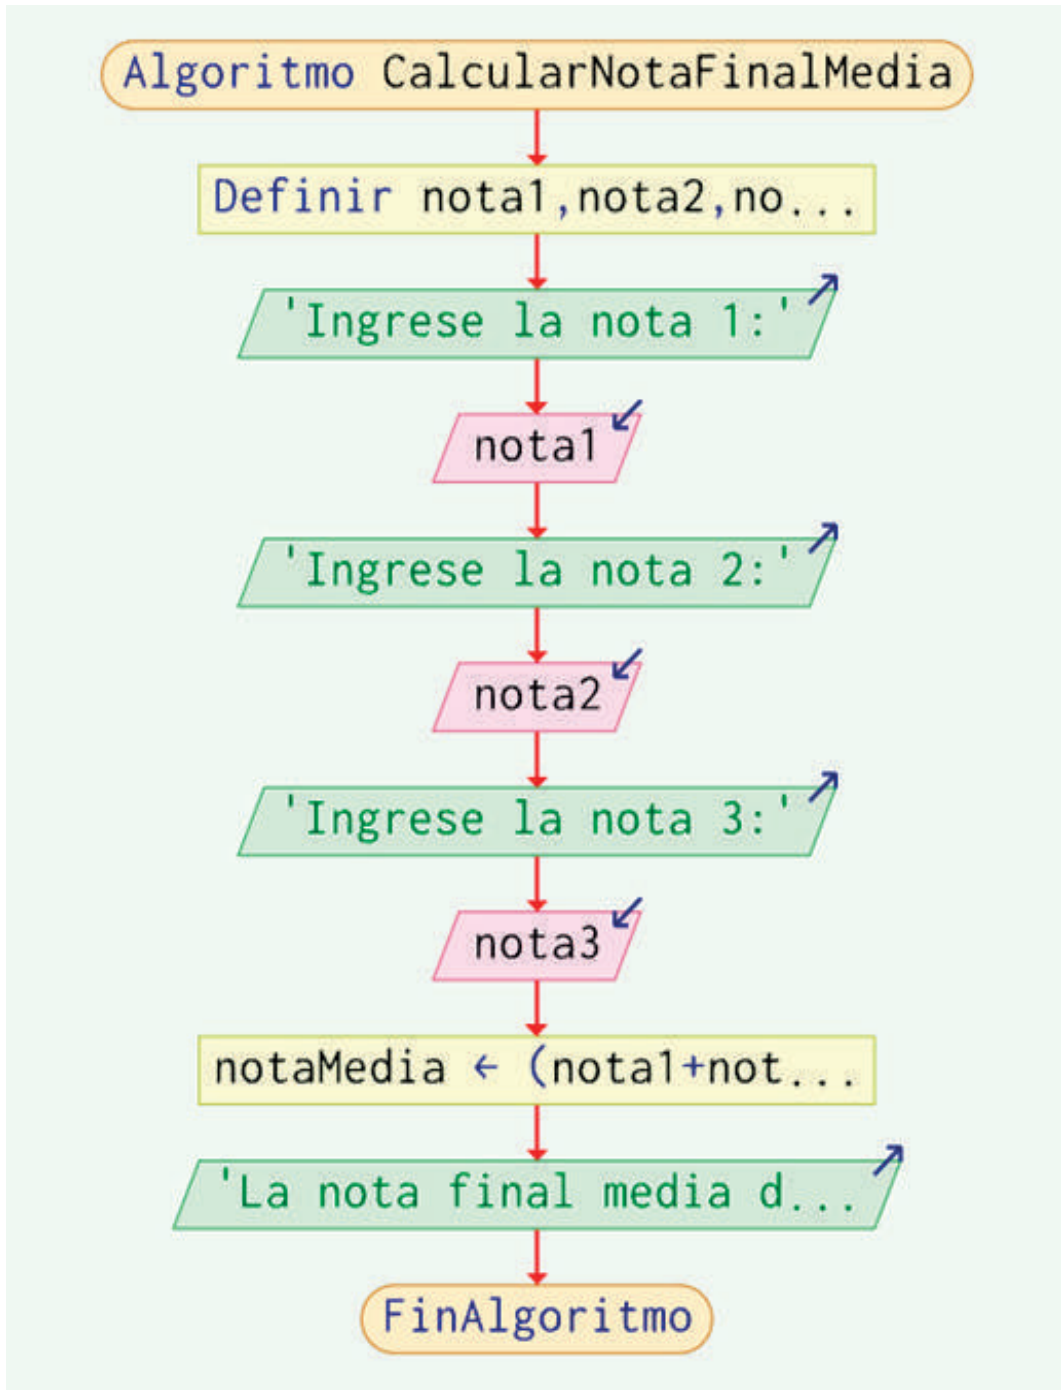 Algoritmo CalcularNotaFinalMedia
Definir nota1,nota2,no...
'Ingrese la nota 1:'
nota1
'Ingrese la nota 2:'
nota2
'Ingrese la nota 3:'
nota3
notaMedia ← (nota1+not...
'La nota final media d...
FinAlgoritmo